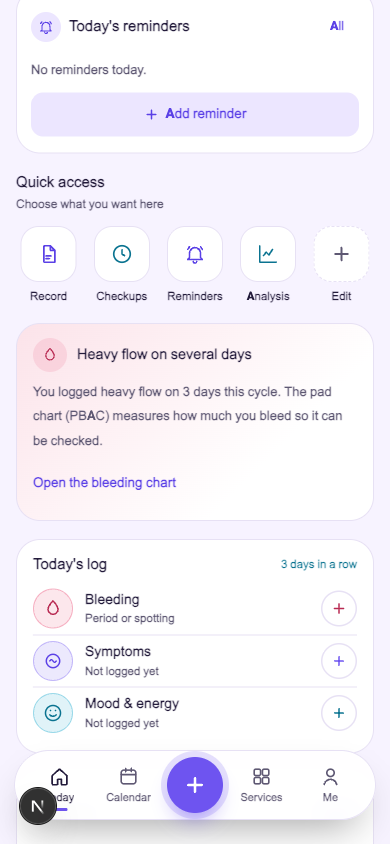 Today's reminders
All
No reminders today.
+ Add reminder
Quick access
Choose what you want here
Record
Checkups
Reminders
Analysis
Edit
Heavy flow on several days
You logged heavy flow on 3 days this cycle. The pad
chart (PBAC) measures how much you bleed so it can
be checked.
Open the bleeding chart
Today's log
3 days in a row
Bleeding
Period or spotting
Symptoms
Not logged yet
Mood & energy
Not logged yet
Calendar
Services
Me
N